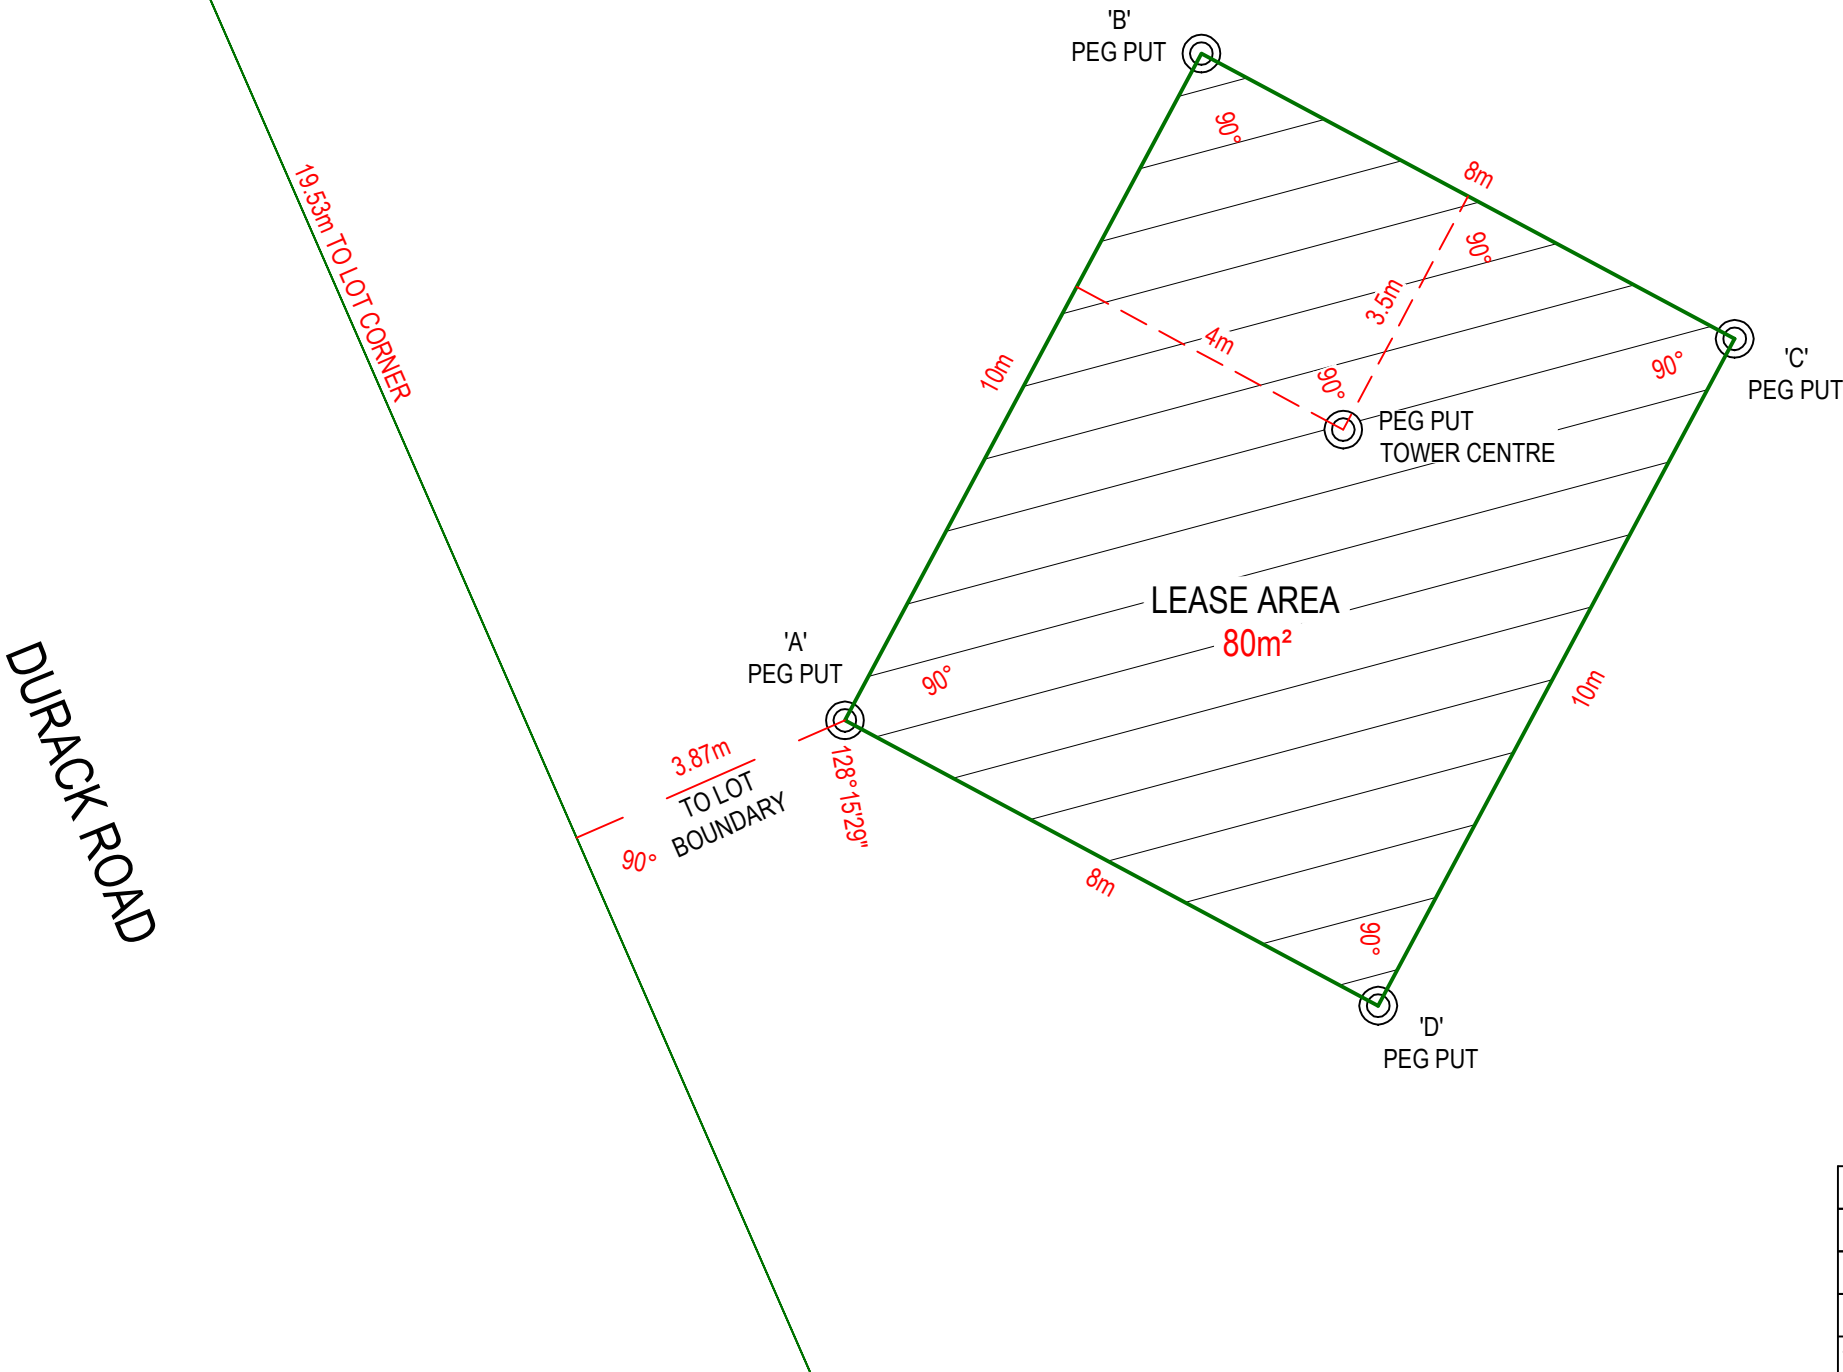 'B'
PEG PUT
90°
8m
19.53m TO LOT CORNER
90°
3.5m
4m
10m
90°
90°
'C'
PEG PUT
PEG PUT
TOWER CENTRE
LEASE AREA
80m²
'A'
PEG PUT
90°
10m
DURACK ROAD
3.87m
TO LOT
BOUNDARY
128°15'29"
90°
8m
90°
'D'
PEG PUT